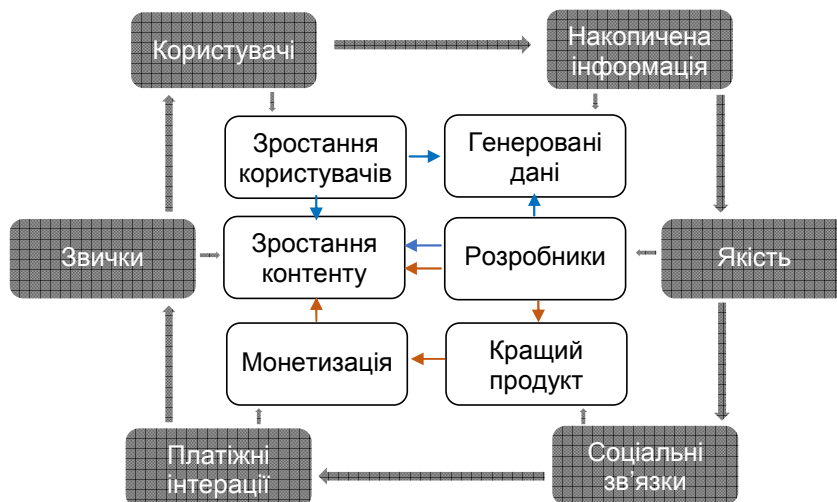 Користувачі
Накопичена
інформація
Зростання
користувачів
Генеровані
дані
Звички
Зростання
контенту
Розробники
Якість
Монетизація
Кращий
продукт
Платіжні
інтерації
Соціальні
зв'язки